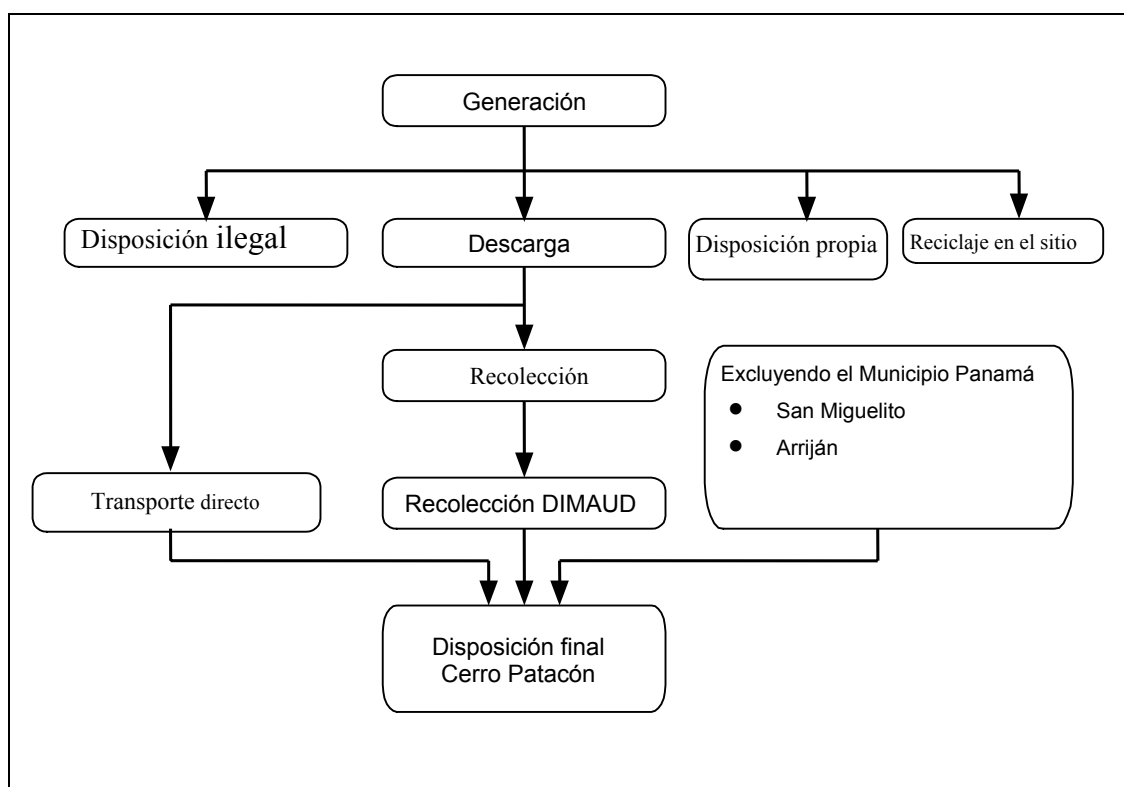 Generación
Disposición ilegal
Descarga
Disposición propia
Reciclaje en el sitio
Recolección
Excluyendo el Municipio Panamá
● San Miguelito
● Arriján
Transporte directo
Recolección DIMAUD
Disposición final
Cerro Patacón